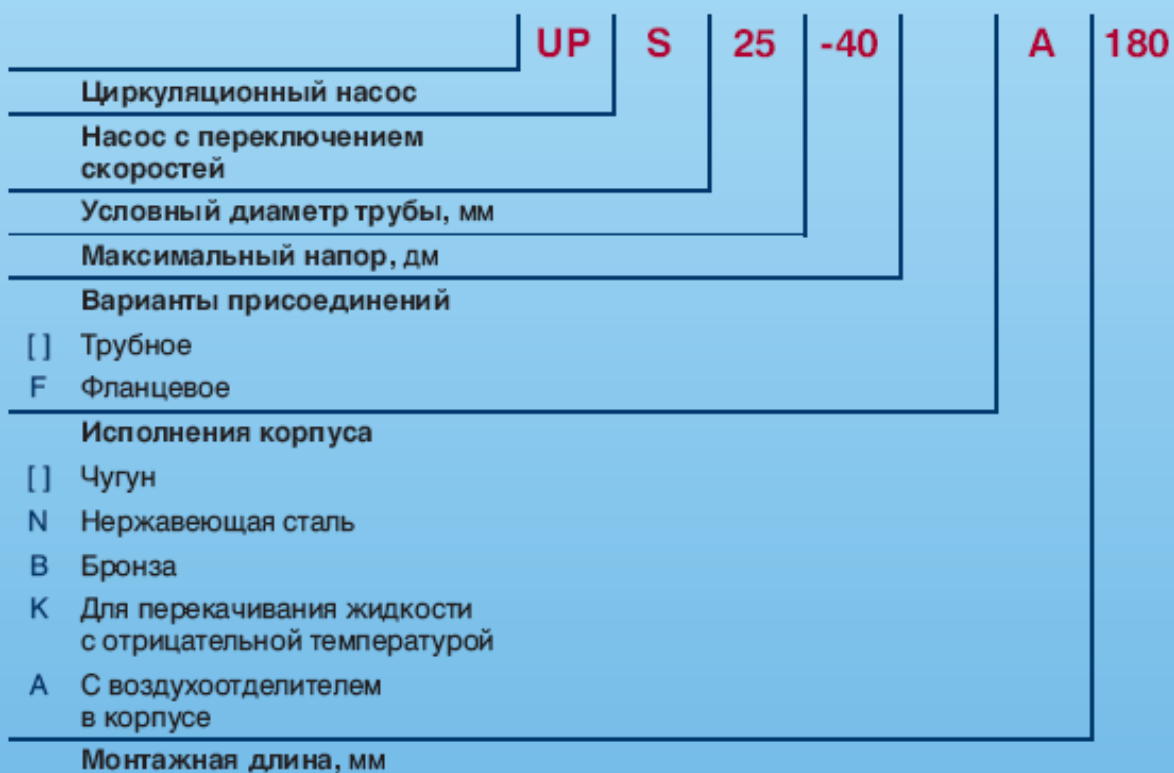 UP S 25 -40 A 180
Циркуляционный насос
Насос с переключением
скоростей
Условный диаметр трубы, мм
Максимальный напор, дм
Варианты присоединений
[ ] Трубное
F Фланцевое
Исполнения корпуса
[ ] Чугун
N Нержавеющая сталь
B Бронза
K Для перекачивания жидкости
с отрицательной температурой
A С воздухоотделителем
в корпусе
Монтажная длина, мм